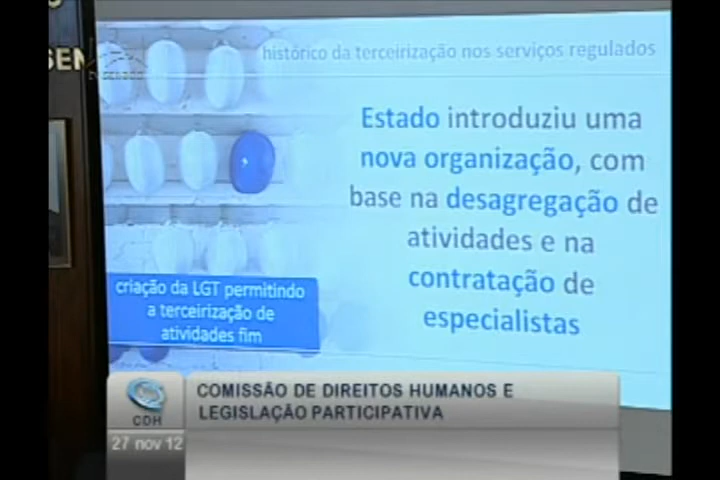 histórico da terceirização nos serviços regulados
Estado introduziu uma
nova organização, com
base na desagregação de
atividades e na
contratação de
especialistas
criação da LGT permitindo
a terceirização de
atividades fim
COMISSÃO DE DIREITOS HUMANOS E
LEGISLAÇÃO PARTICIPATIVA
CDH
27 nov 12